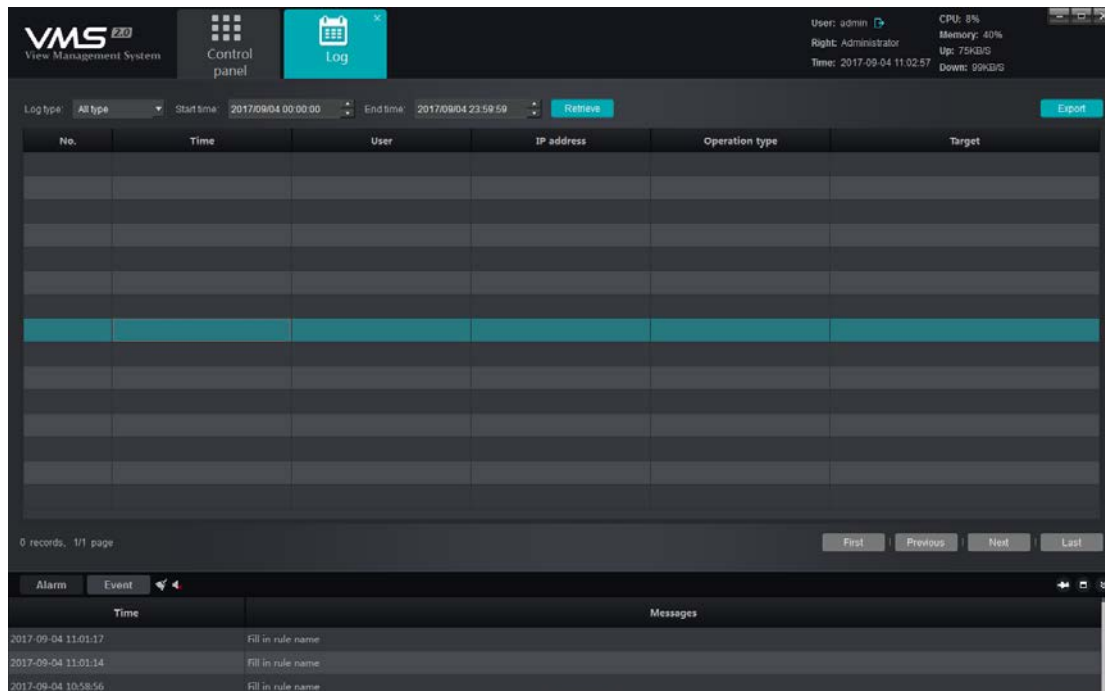 VMS 2.0
View Management System
Control panel
Log
User: admin
Right: Administrator
Time: 2017-09-04 11:02:57
CPU: 8%
Memory: 40%
Up: 75KB/S
Down: 99KB/S
Log type: All type Start time: 2017/09/04 00:00:00 End time: 2017/09/04 23:59:59 Retrieve Export
No. Time User IP address Operation type Target
0 records, 1/1 page First Previous Next Last
Alarm Event
Time Messages
2017-09-04 11:01:17 Fill in rule name
2017-09-04 11:01:14 Fill in rule name
2017-09-04 10:58:56 Fill in rule name